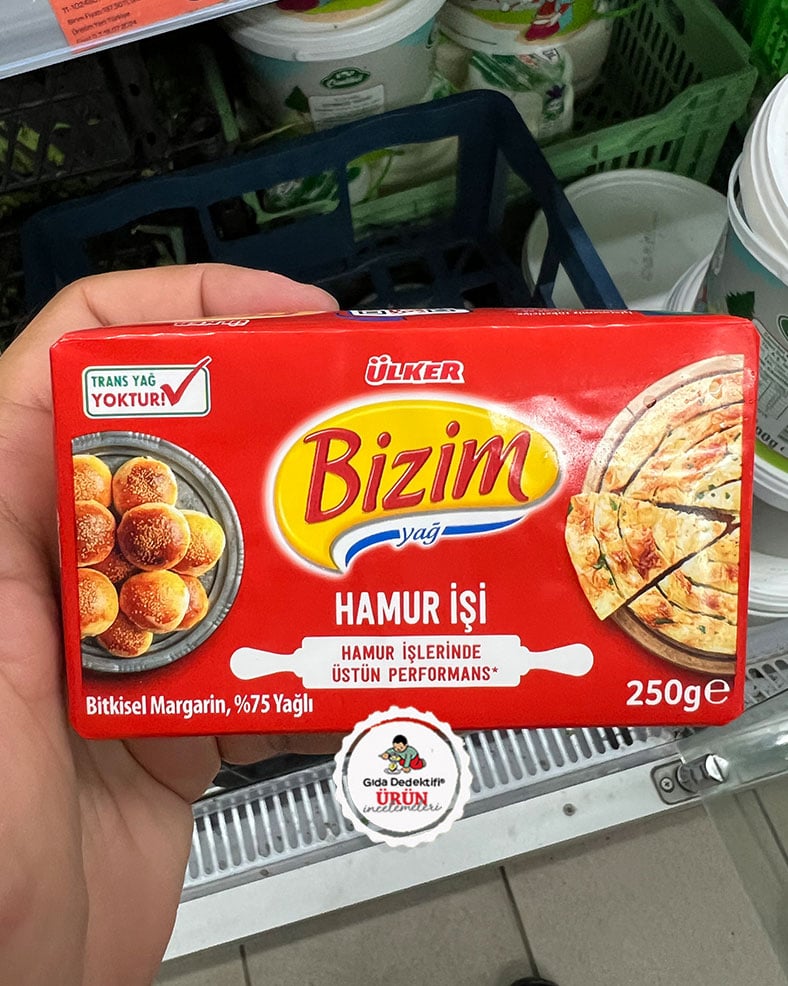 TRANS YAĞ
YOKTUR!
ÜLKER
Bizim
yağ
HAMUR İŞİ
HAMUR İŞLERİNDE
ÜSTÜN PERFORMANS*
Bitkisel Margarin, %75 Yağlı
250g℮
Gıda Dedektifi®
ÜRÜN
incelemeleri